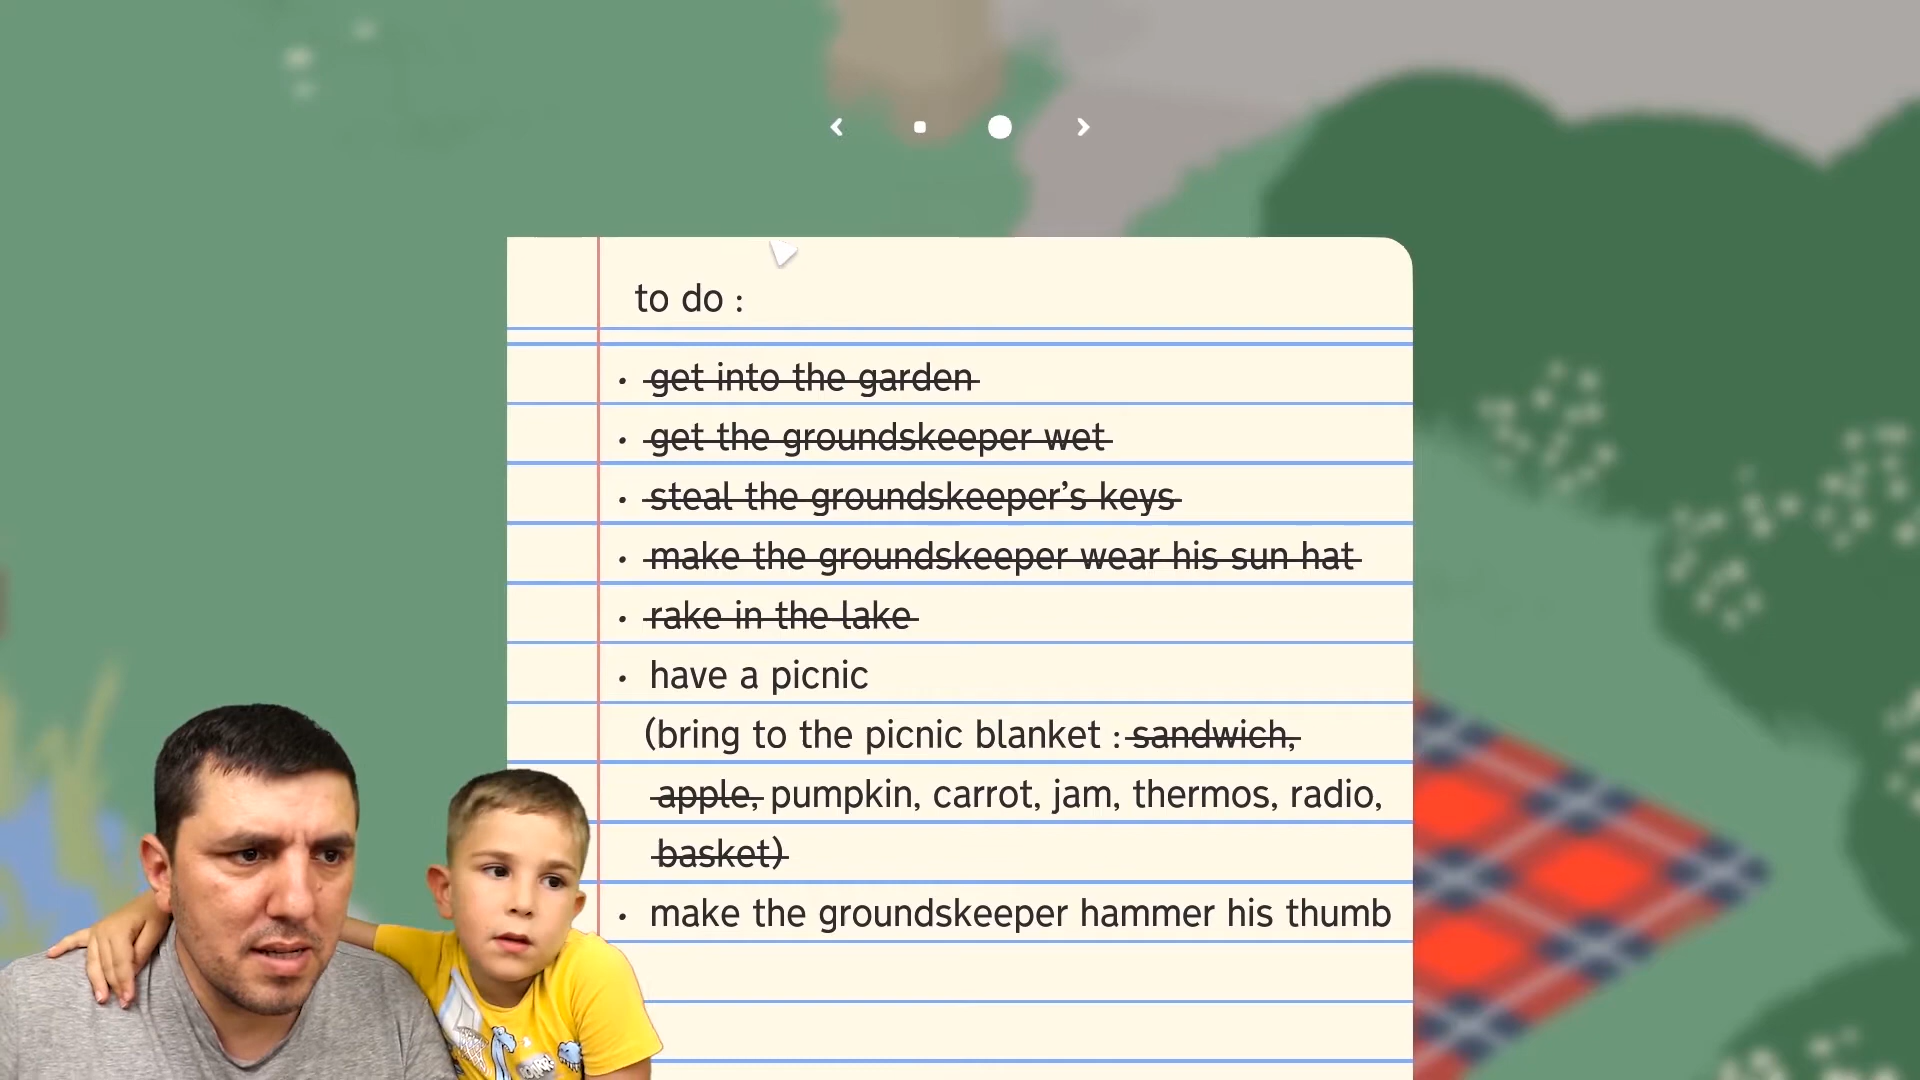 to do :
• get into the garden
• get the groundskeeper wet
• steal the groundskeeper’s keys
• make the groundskeeper wear his sun hat
• rake in the lake
• have a picnic
(bring to the picnic blanket : sandwich,
apple, pumpkin, carrot, jam, thermos, radio,
basket)
• make the groundskeeper hammer his thumb